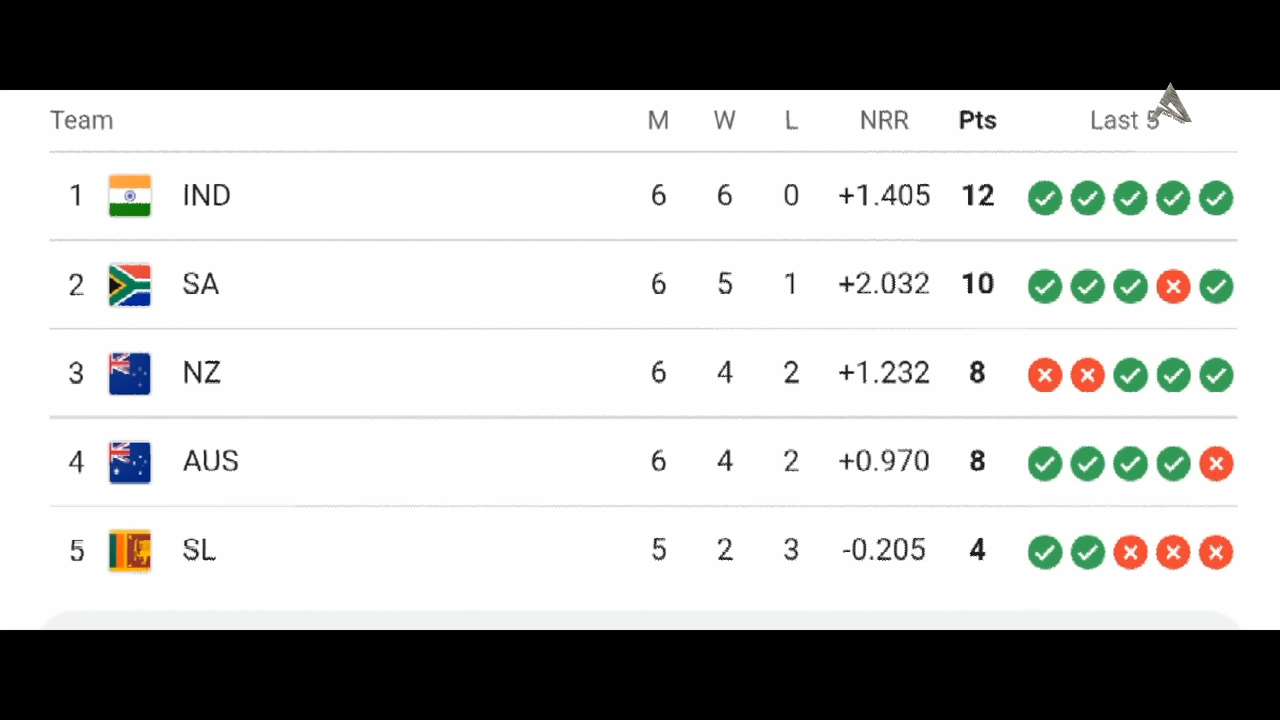 Team M W L NRR Pts Last 5
1 IND 6 6 0 +1.405 12
2 SA 6 5 1 +2.032 10
3 NZ 6 4 2 +1.232 8
4 AUS 6 4 2 +0.970 8
5 SL 5 2 3 -0.205 4